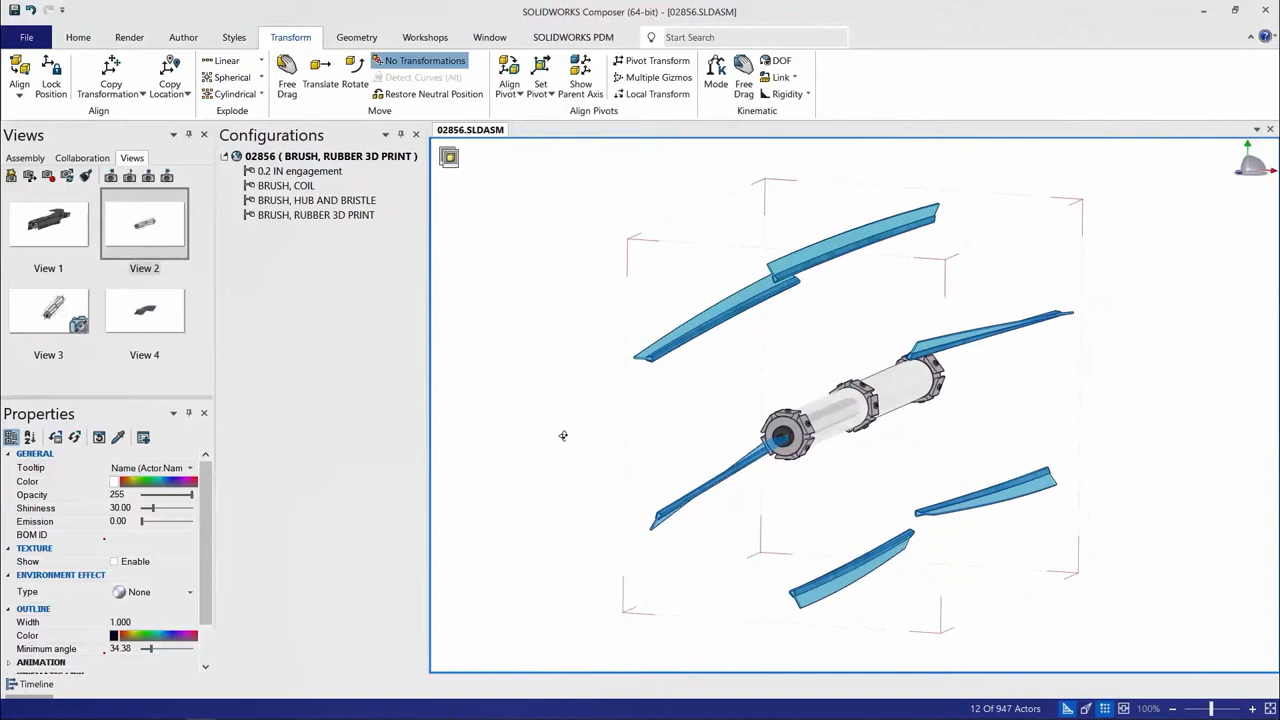 SOLIDWORKS Composer (64-bit) - [02856.SLDASM]
File Home Render Author Styles Transform Geometry Workshops Window SOLIDWORKS PDM Start Search
Align Lock Position Copy Transformation Copy Location Linear Spherical Cylindrical Free Drag Translate Rotate No Transformations Detect Curves (Alt) Restore Neutral Position Align Pivot Set Pivot Show Parent Axis Pivot Transform Multiple Gizmos Local Transform Mode Free Drag DOF Link Rigidity
Align Explode Move Align Pivots Kinematic
Views
Assembly Collaboration Views
View 1 View 2
View 3 View 4
Configurations
02856 ( BRUSH, RUBBER 3D PRINT )
0.2 IN engagement
BRUSH, COIL
BRUSH, HUB AND BRISTLE
BRUSH, RUBBER 3D PRINT
02856.SLDASM
Properties
GENERAL
Tooltip Name (Actor.Nam
Color
Opacity 255
Shininess 30.00
Emission 0.00
BOM ID
TEXTURE
Show Enable
ENVIRONMENT EFFECT
Type None
OUTLINE
Width 1.000
Color
Minimum angle 34.38
ANIMATION
Timeline
12 Of 947 Actors 100%